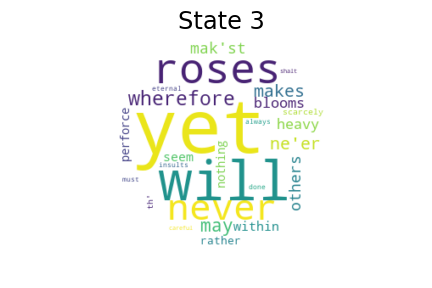 State 3
mak'st
roses
shalt
eternal
makes
wherefore
blooms
scarcely
yet
always
heavy
perforce
ne'er
seem
nothing
insults
others
must
done
will
th'
never
may
within
rather